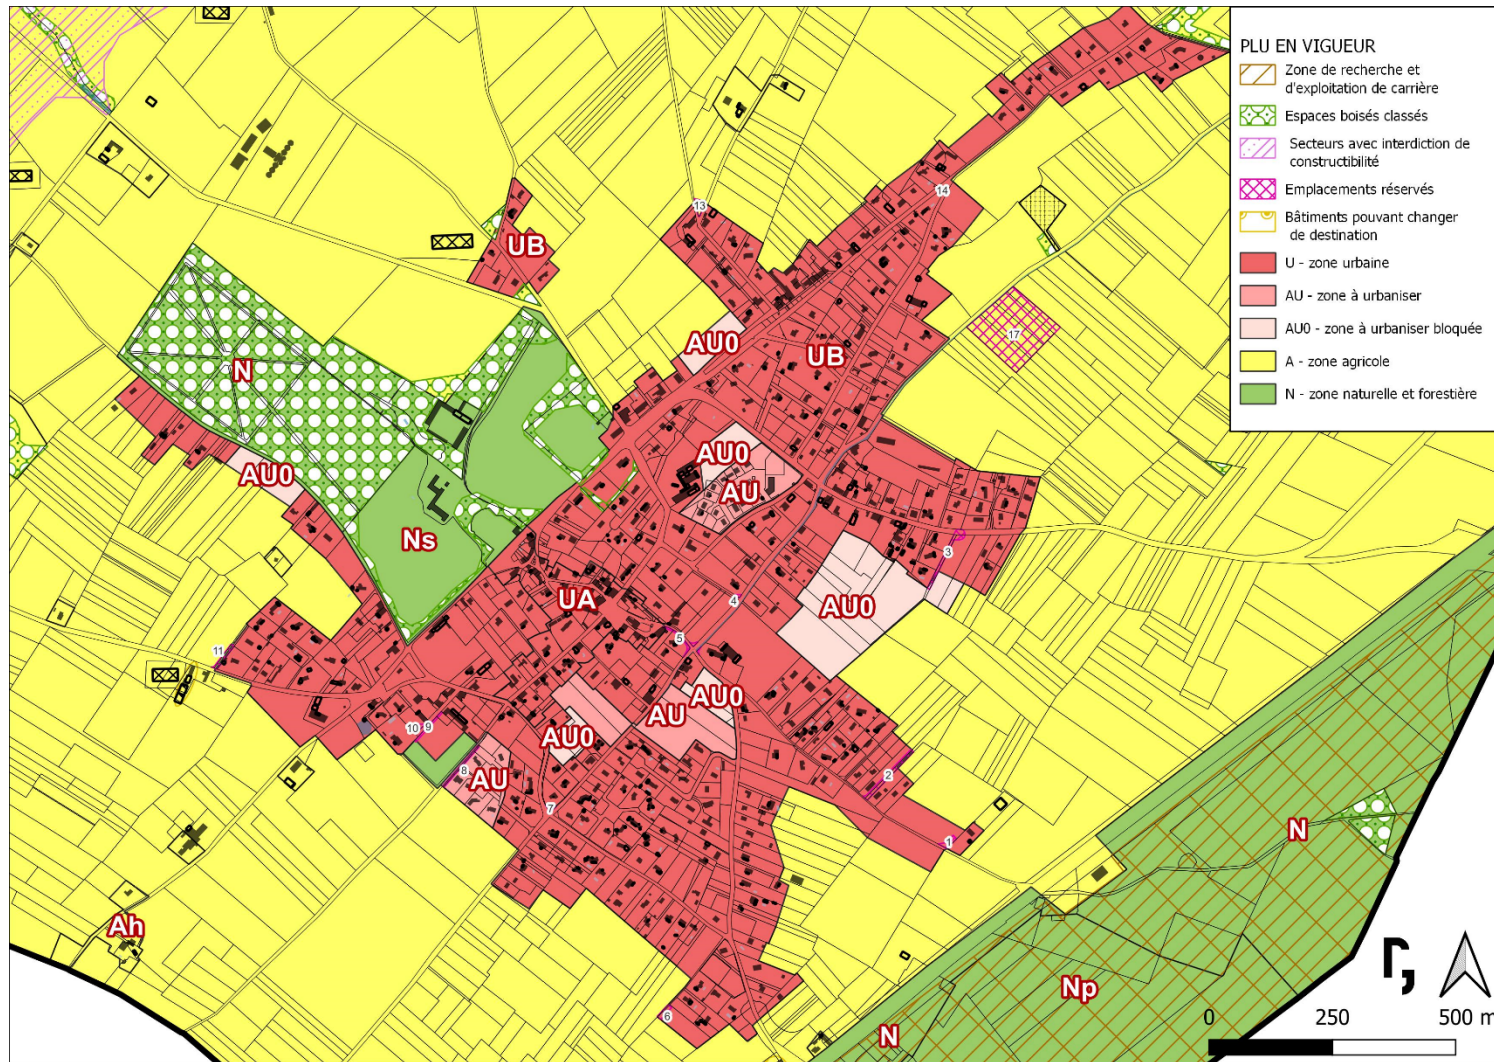 PLU EN VIGUEUR
Zone de recherche et
d'exploitation de carrière
Espaces boisés classés
Secteurs avec interdiction de
constructibilité
Emplacements réservés
Bâtiments pouvant changer
de destination
U - zone urbaine
AU - zone à urbaniser
AU0 - zone à urbaniser bloquée
A - zone agricole
N - zone naturelle et forestière
14
13
UB
17
AU0
UB
N
AU0
AU0
AU
Ns
3
UA
4
AU0
5
11
AU0
AU
10
9
AU0
8
AU
2
7
1
N
Ah
Np
6
N
0
250
500 m